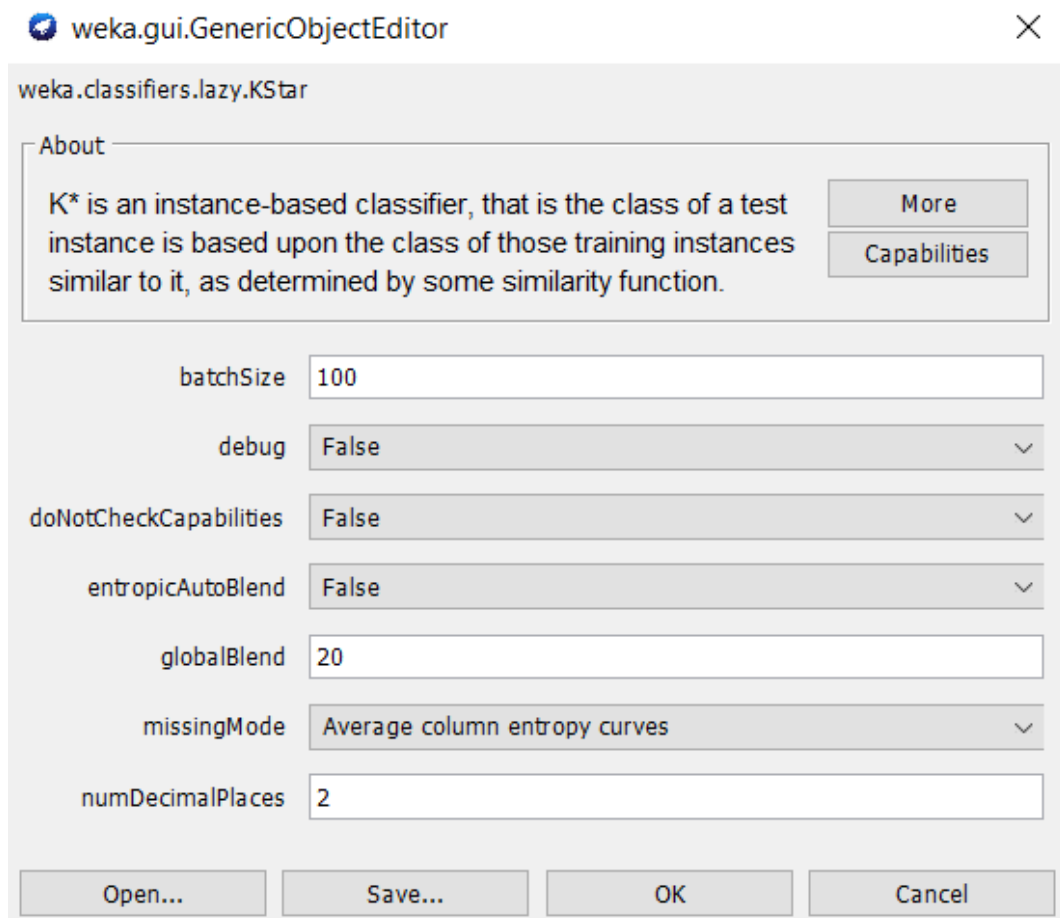 weka.gui.GenericObjectEditor
weka.classifiers.lazy.KStar
About
K* is an instance-based classifier, that is the class of a test
instance is based upon the class of those training instances
similar to it, as determined by some similarity function.
More
Capabilities
batchSize 100
debug False
doNotCheckCapabilities False
entropicAutoBlend False
globalBlend 20
missingMode Average column entropy curves
numDecimalPlaces 2
Open... Save... OK Cancel